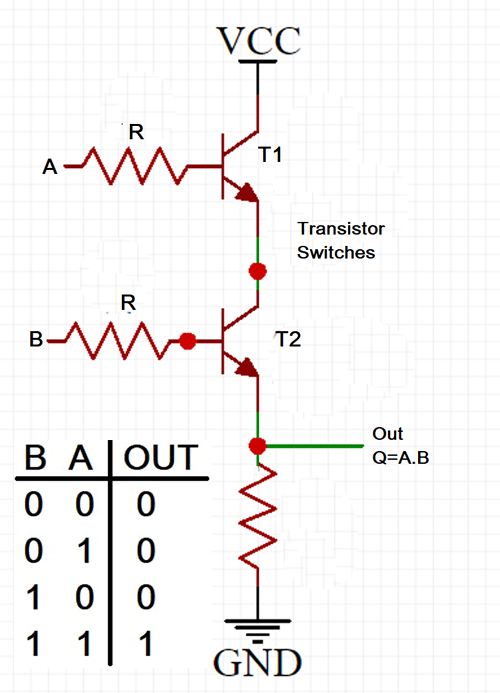 VCC
R
A
T1
Transistor
Switches
R
B
T2
Out
Q=A.B
B A OUT
0 0 0
0 1 0
1 0 0
1 1 1
GND